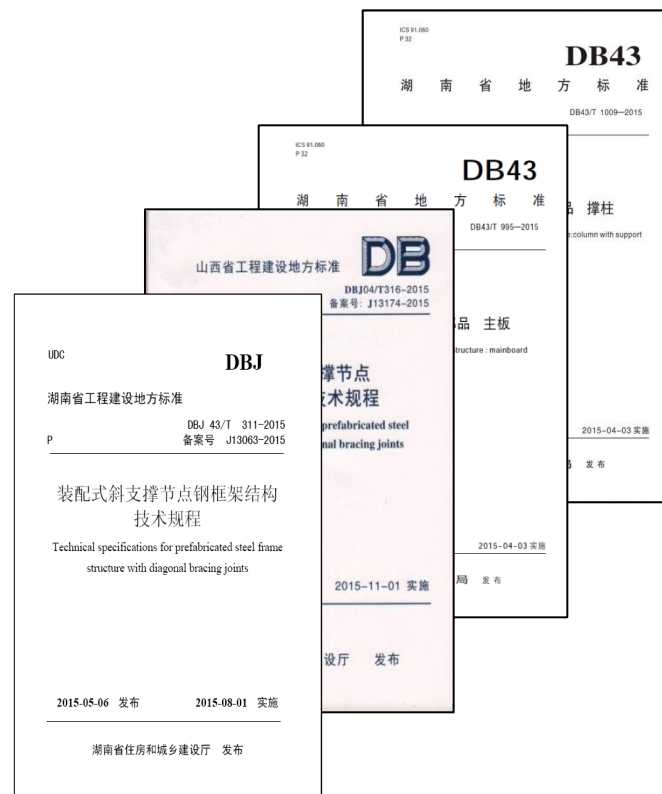 ICS 91.060
P 32
DB43
湖南省地方标准
DB43/T 1009—2015
品 撑柱
e:column with support
2015-04-03 实施
局 发布
ICS 91.060
P 32
DB43
湖南省地方标准
DB43/T 995—2015
部品 主板
tructure : mainboard
2015-04-03 实施
局 发布
山西省工程建设地方标准
DB
DBJ04/T316-2015
备案号: J13174-2015
撑节点
技术规程
prefabricated steel
nal bracing joints
2015-11-01 实施
设厅 发布
UDC
DBJ
湖南省工程建设地方标准
DBJ 43/T 311-2015
P 备案号 J13063-2015
装配式斜支撑节点钢框架结构
技术规程
Technical specifications for prefabricated steel frame
structure with diagonal bracing joints
2015-05-06 发布 2015-08-01 实施
湖南省住房和城乡建设厅 发布